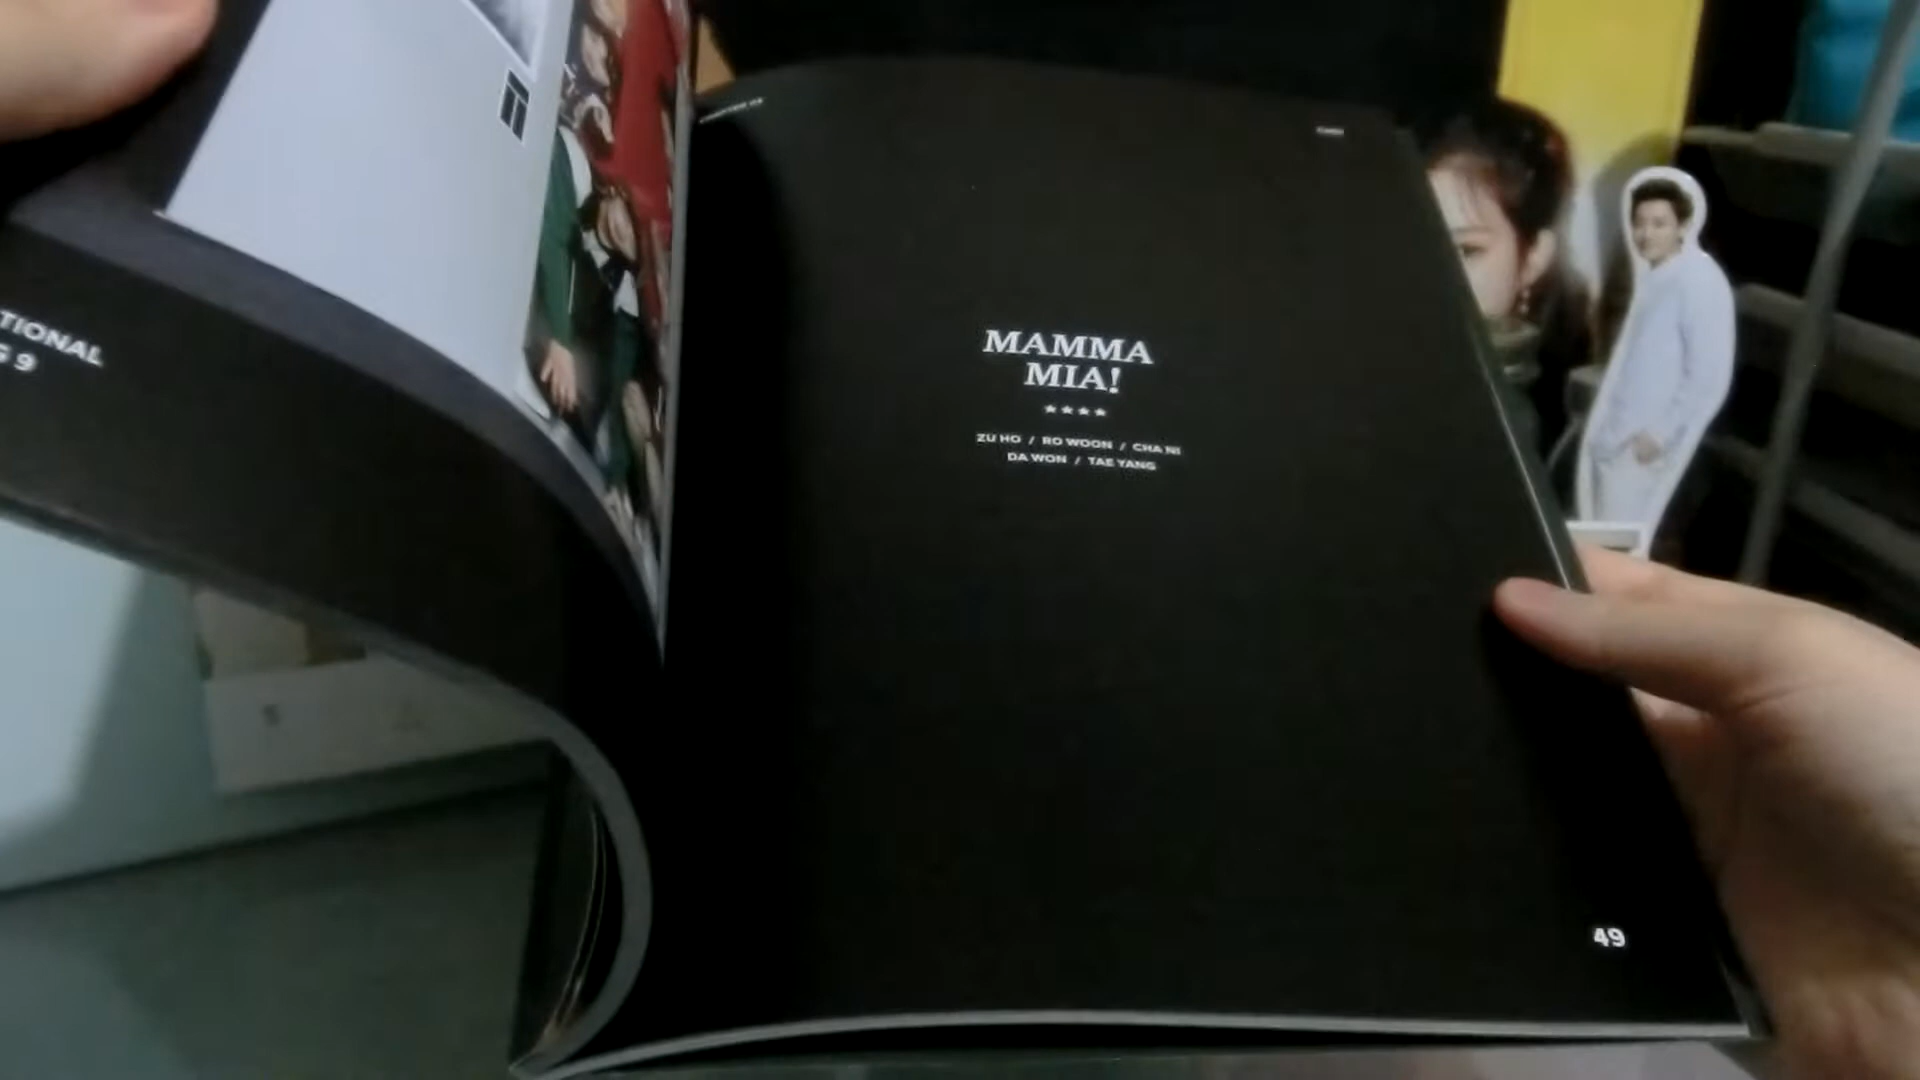 TIONAL
G 9
MAMMA
MIA!
★★★★
ZU HO / RO WOON / CHA NI
DA WON / TAE YANG
49